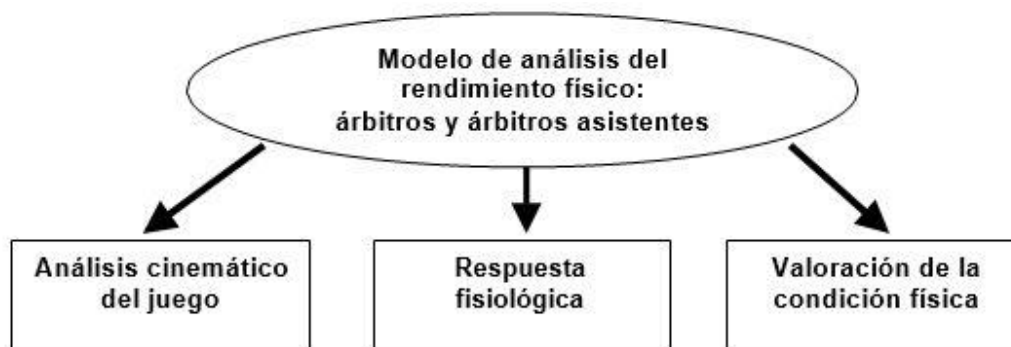 Modelo de análisis del
rendimiento físico:
árbitros y árbitros asistentes
Análisis cinemático
del juego
Respuesta
fisiológica
Valoración de la
condición física